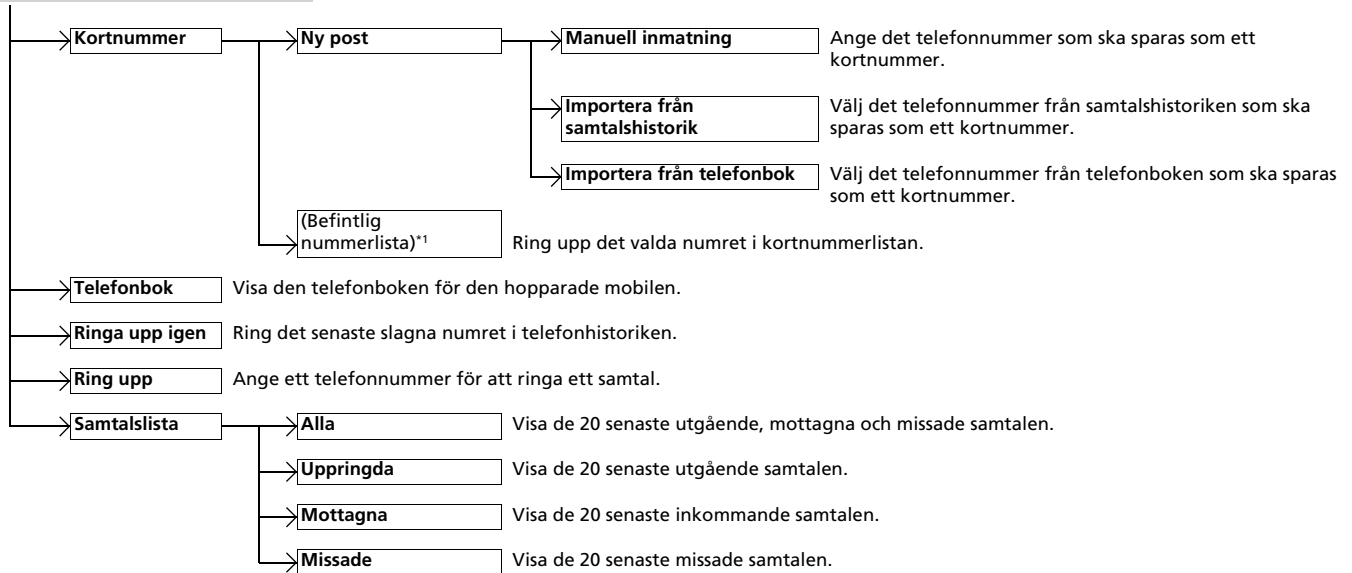 Kortnummer
Ny post
Manuell inmatning
Ange det telefonnummer som ska sparas som ett
kortnummer.
Importera från
samtalshistorik
Välj det telefonnummer från samtalshistoriken som ska
sparas som ett kortnummer.
Importera från telefonbok
Välj det telefonnummer från telefonboken som ska sparas
som ett kortnummer.
(Befintlig
nummerlista)*1
Ring upp det valda numret i kortnummerlistan.
Telefonbok
Visa den telefonboken för den hopparade mobilen.
Ringa upp igen
Ring det senaste slagna numret i telefonhistoriken.
Ring upp
Ange ett telefonnummer för att ringa ett samtal.
Samtalslista
Alla
Visa de 20 senaste utgående, mottagna och missade samtalen.
Uppringda
Visa de 20 senaste utgående samtalen.
Mottagna
Visa de 20 senaste inkommande samtalen.
Missade
Visa de 20 senaste missade samtalen.